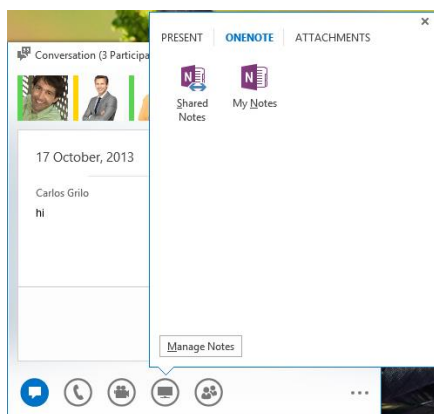 PRESENT ONENOTE ATTACHMENTS
Conversation (3 Participa
Shared
Notes
My Notes
17 October, 2013
Carlos Grilo
hi
Manage Notes